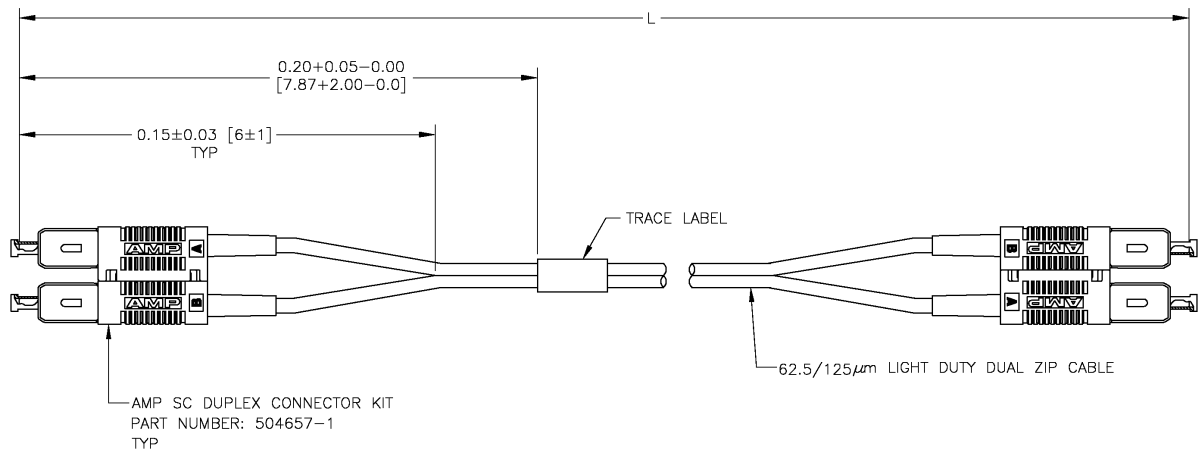 L
0.20+0.05-0.00
[7.87+2.00-0.0]
0.15±0.03 [6±1]
TYP
TRACE LABEL
AMP A
B AMP
AMP B
A AMP
62.5/125µm LIGHT DUTY DUAL ZIP CABLE
AMP SC DUPLEX CONNECTOR KIT
PART NUMBER: 504657-1
TYP